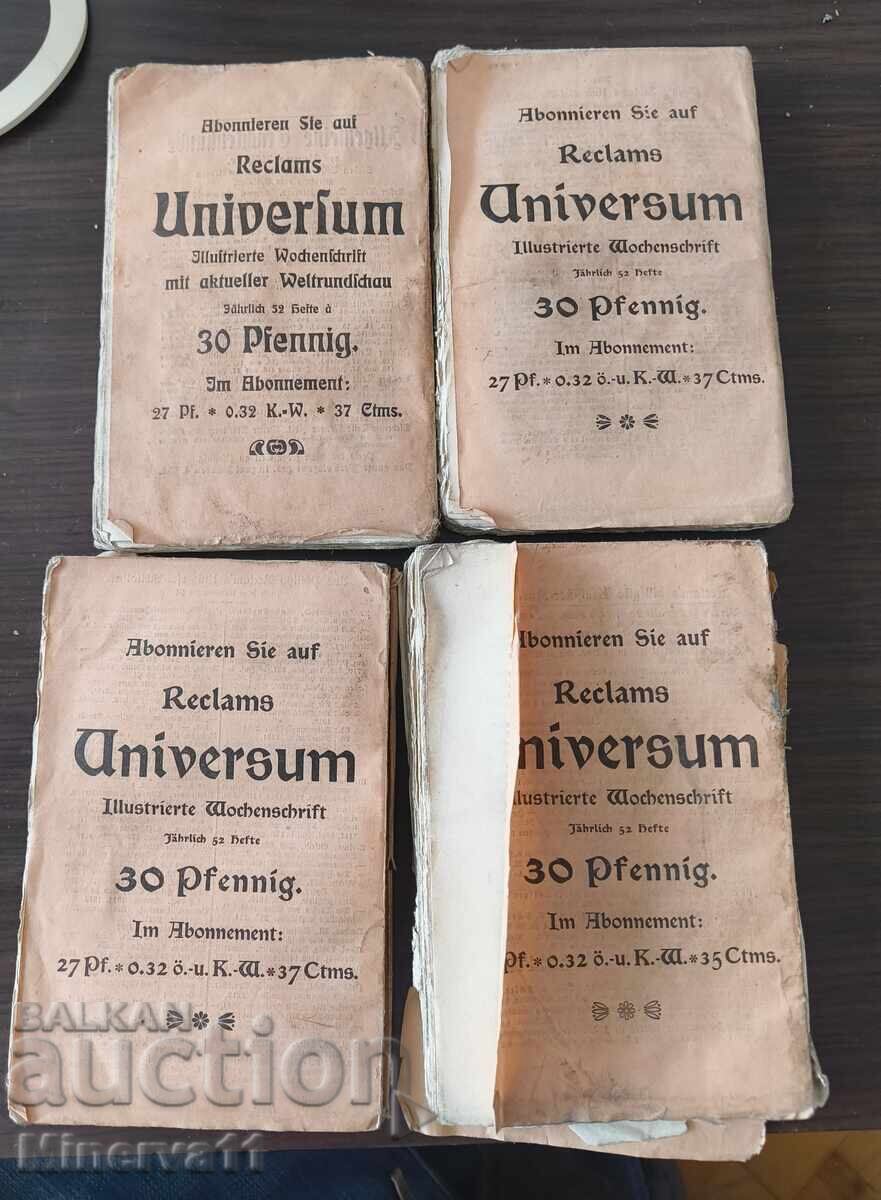 Abonnieren Sie auf
Reclams
Univerſum
Illuſtrierte Wochenſchrift
mit aktueller Weltrundſchau
Jährlich 52 Hefte à
30 Pfennig.
Im Abonnement:
27 Pf. * 0.32 K.-W. * 37 Ctms.
Abonnieren Sie auf
Reclams
Universum
Illustrierte Wochenschrift
Jährlich 52 Hefte
30 Pfennig.
Im Abonnement:
27 Pf. * 0.32 ö.-u. K.-W. * 37 Ctms.
Abonnieren Sie auf
Reclams
Universum
Illustrierte Wochenschrift
Jährlich 52 Hefte
30 Pfennig.
Im Abonnement:
27 Pf. * 0.32 ö.-u. K.-W. * 37 Ctms.
bonnieren Sie auf
Reclams
niversum
lustrierte Wochenschrift
Jährlich 52 Hefte
30 Pfennig.
Im Abonnement:
Pf. * 0.32 ö.-u. K.-W. * 35 Ctms.
BALKAN
auction
Minerva11